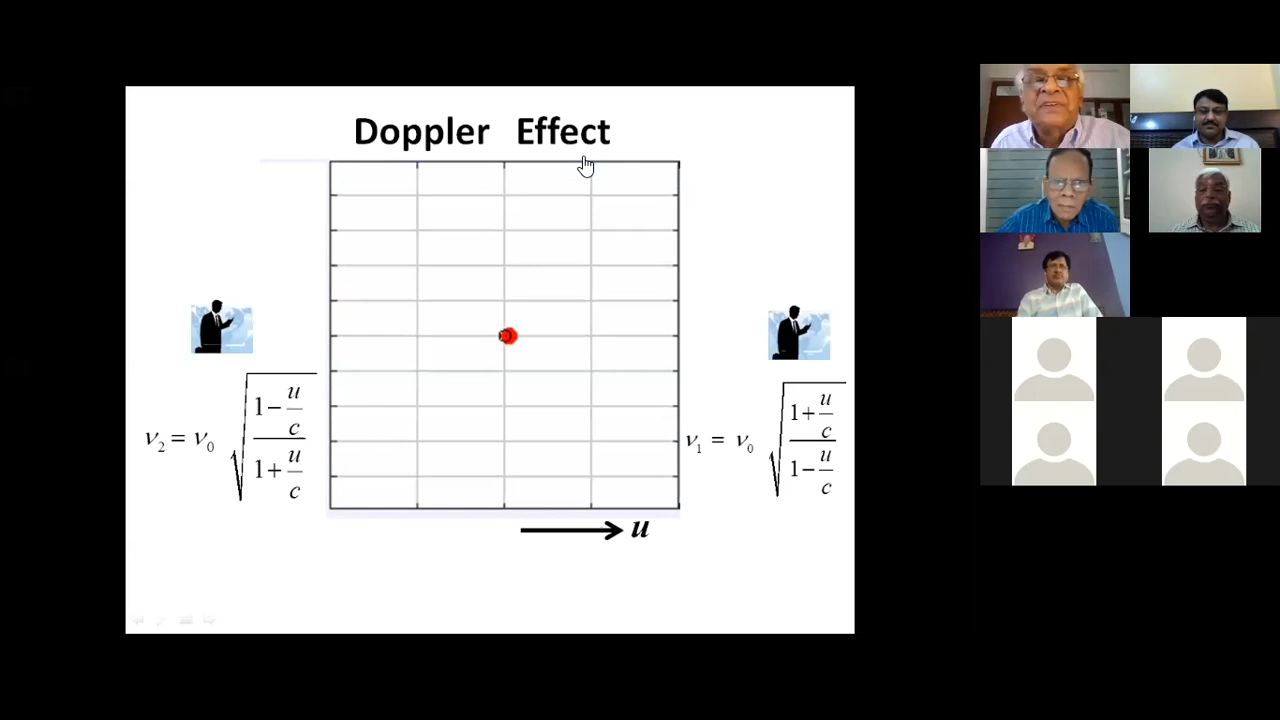 Doppler Effect
ν₂ = ν₀ √((1 − u/c)/(1 + u/c))
ν₁ = ν₀ √((1 + u/c)/(1 − u/c))
u